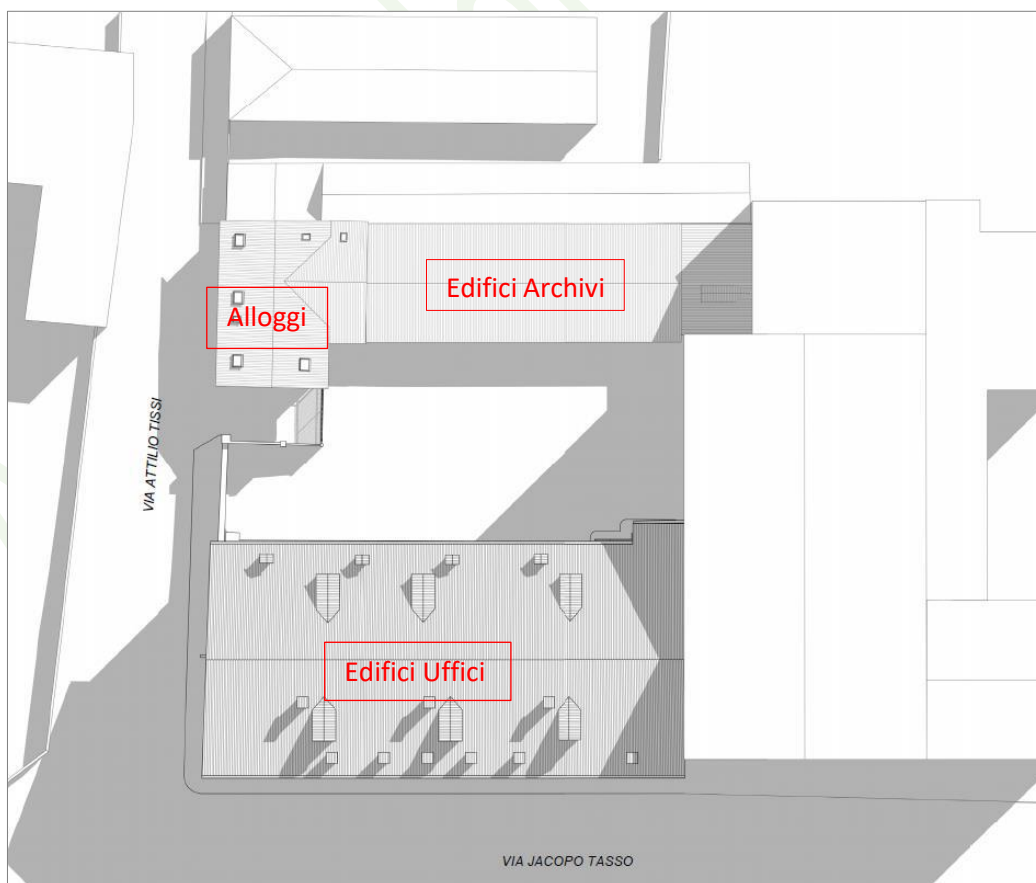 Edifici Archivi
Alloggi
VIA ATTILIO TISSI
Edifici Uffici
VIA JACOPO TASSO